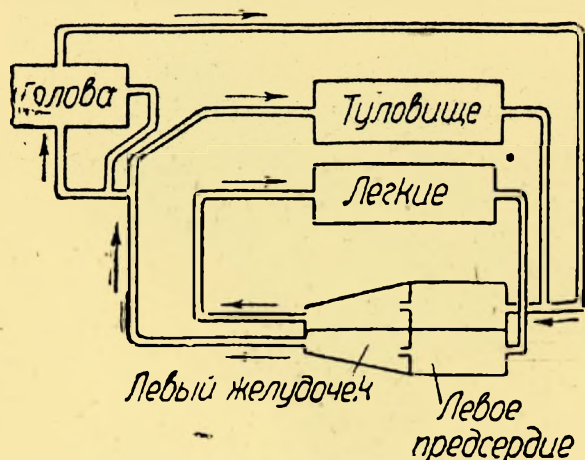 Голова
Туловище
Легкие
Левый желудочек
Левое
предсердие